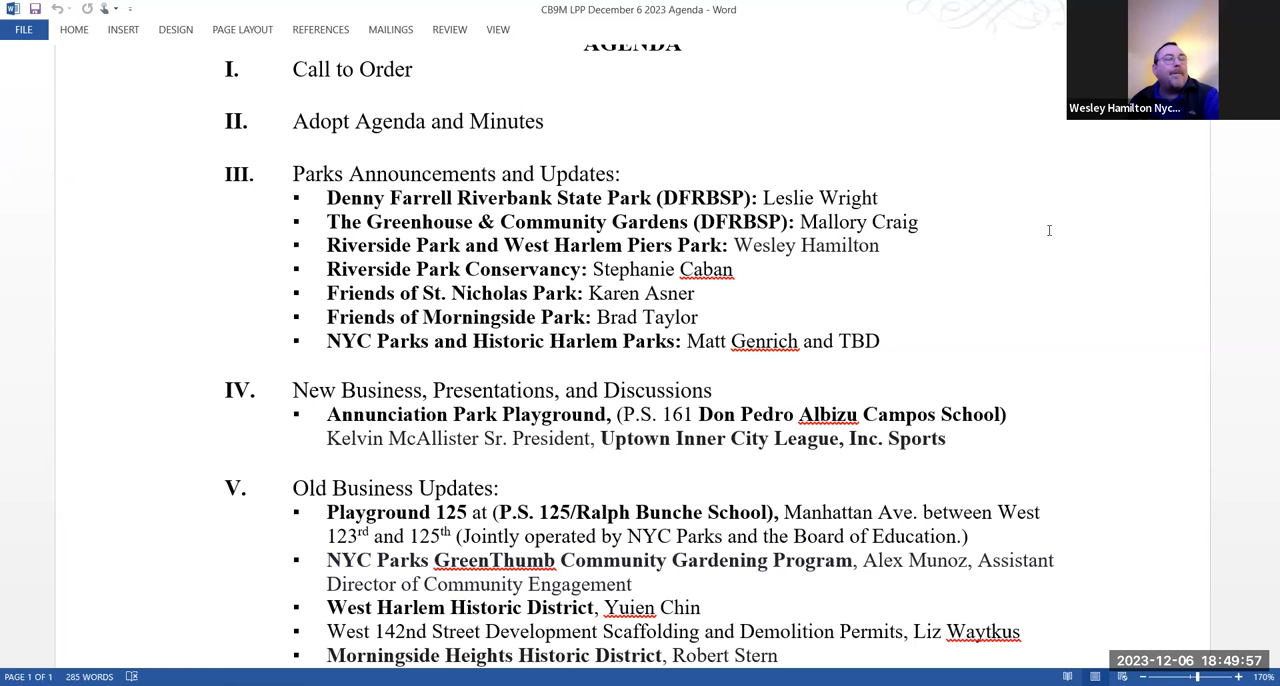 CB9M LPP December 6 2023 Agenda - Word
FILE HOME INSERT DESIGN PAGE LAYOUT REFERENCES MAILINGS REVIEW VIEW
AGENDA
I. Call to Order
II. Adopt Agenda and Minutes
III. Parks Announcements and Updates:
▪ Denny Farrell Riverbank State Park (DFRBSP): Leslie Wright
▪ The Greenhouse & Community Gardens (DFRBSP): Mallory Craig
▪ Riverside Park and West Harlem Piers Park: Wesley Hamilton
▪ Riverside Park Conservancy: Stephanie Caban
▪ Friends of St. Nicholas Park: Karen Asner
▪ Friends of Morningside Park: Brad Taylor
▪ NYC Parks and Historic Harlem Parks: Matt Genrich and TBD
IV. New Business, Presentations, and Discussions
▪ Annunciation Park Playground, (P.S. 161 Don Pedro Albizu Campos School)
Kelvin McAllister Sr. President, Uptown Inner City League, Inc. Sports
V. Old Business Updates:
▪ Playground 125 at (P.S. 125/Ralph Bunche School), Manhattan Ave. between West
123rd and 125th (Jointly operated by NYC Parks and the Board of Education.)
▪ NYC Parks GreenThumb Community Gardening Program, Alex Munoz, Assistant
Director of Community Engagement
▪ West Harlem Historic District, Yuien Chin
▪ West 142nd Street Development Scaffolding and Demolition Permits, Liz Waytkus
▪ Morningside Heights Historic District, Robert Stern
Wesley Hamilton Nyc...
2023-12-06 18:49:57
PAGE 1 OF 1 285 WORDS 170%